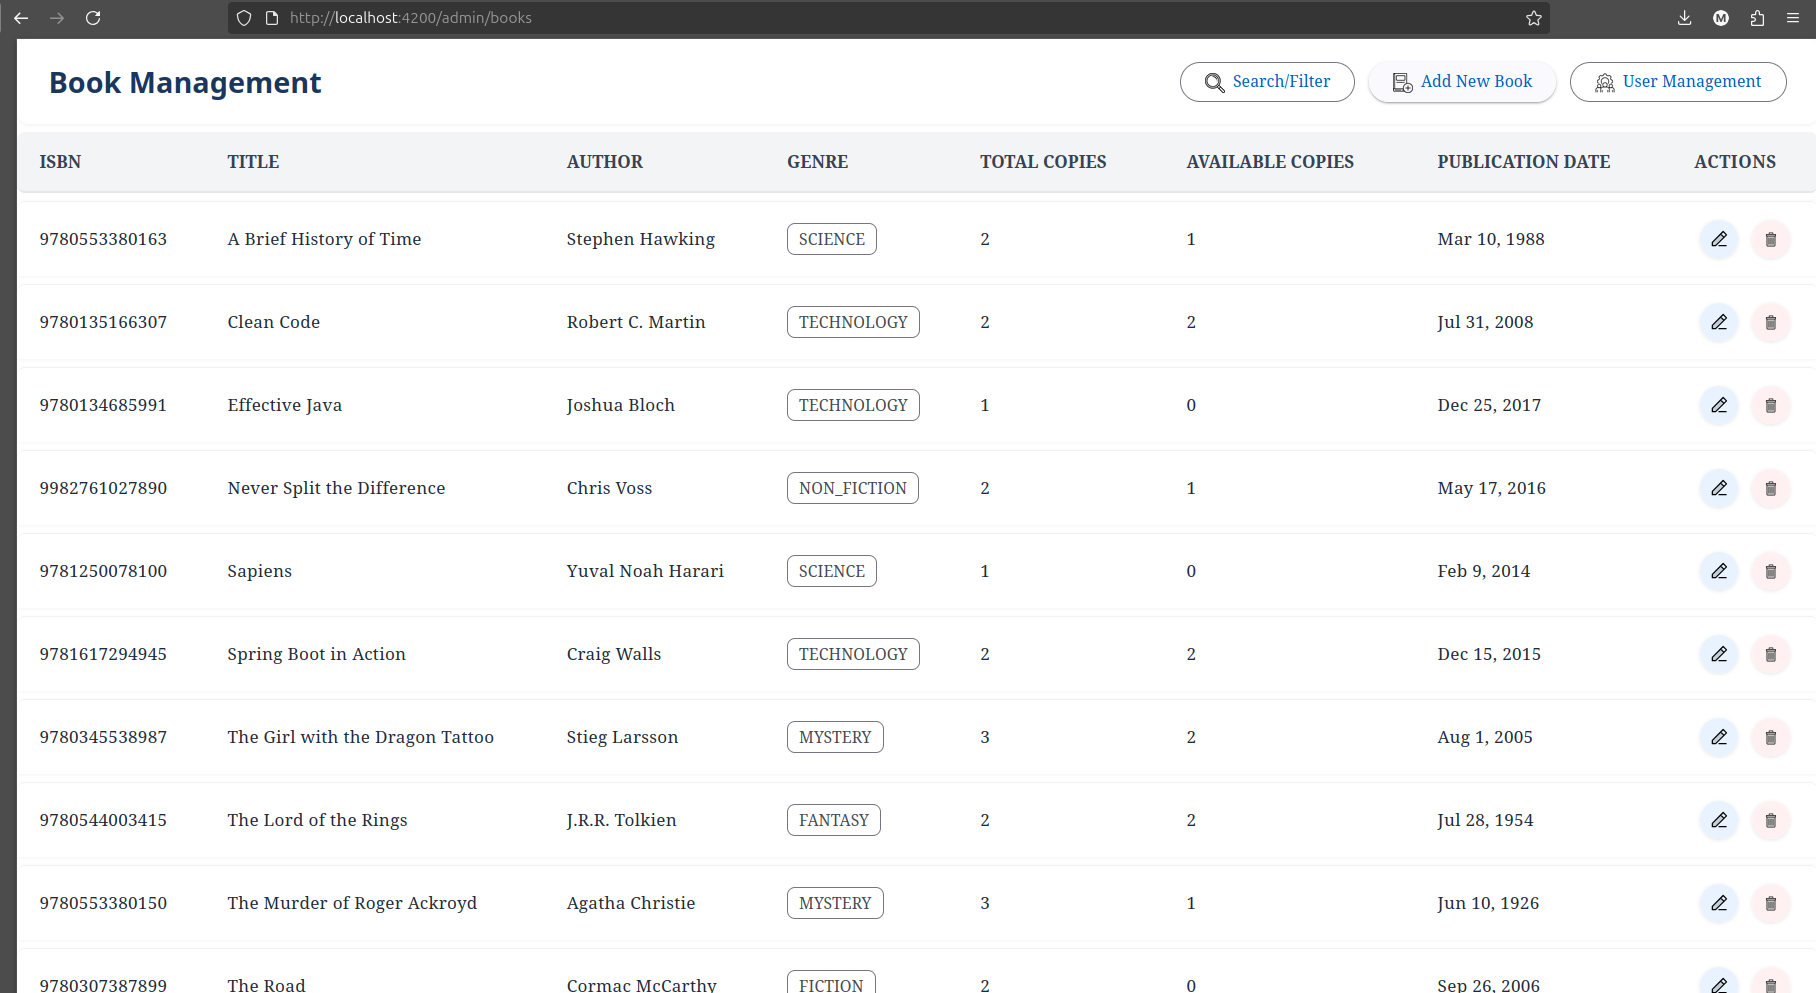 http://localhost:4200/admin/books
M
Book Management
Search/Filter Add New Book User Management
ISBN TITLE AUTHOR GENRE TOTAL COPIES AVAILABLE COPIES PUBLICATION DATE ACTIONS
9780553380163 A Brief History of Time Stephen Hawking SCIENCE 2 1 Mar 10, 1988
9780135166307 Clean Code Robert C. Martin TECHNOLOGY 2 2 Jul 31, 2008
9780134685991 Effective Java Joshua Bloch TECHNOLOGY 1 0 Dec 25, 2017
9982761027890 Never Split the Difference Chris Voss NON_FICTION 2 1 May 17, 2016
9781250078100 Sapiens Yuval Noah Harari SCIENCE 1 0 Feb 9, 2014
9781617294945 Spring Boot in Action Craig Walls TECHNOLOGY 2 2 Dec 15, 2015
9780345538987 The Girl with the Dragon Tattoo Stieg Larsson MYSTERY 3 2 Aug 1, 2005
9780544003415 The Lord of the Rings J.R.R. Tolkien FANTASY 2 2 Jul 28, 1954
9780553380150 The Murder of Roger Ackroyd Agatha Christie MYSTERY 3 1 Jun 10, 1926
9780307387899 The Road Cormac McCarthy FICTION 2 0 Sep 26, 2006